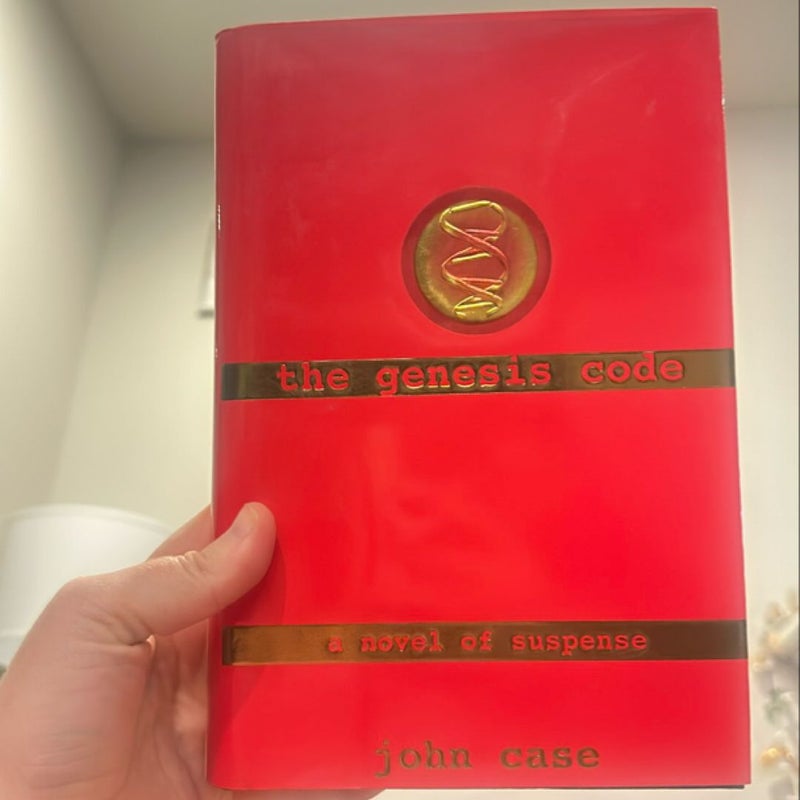 the genesis code
a novel of suspense
john case